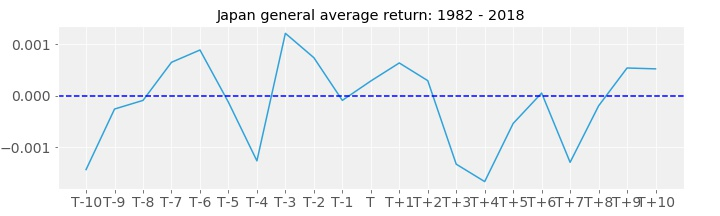 Japan general average return: 1982 - 2018
0.001
0.000
−0.001
T-10 T-9 T-8 T-7 T-6 T-5 T-4 T-3 T-2 T-1 T T+1 T+2 T+3 T+4 T+5 T+6 T+7 T+8 T+9 T+10